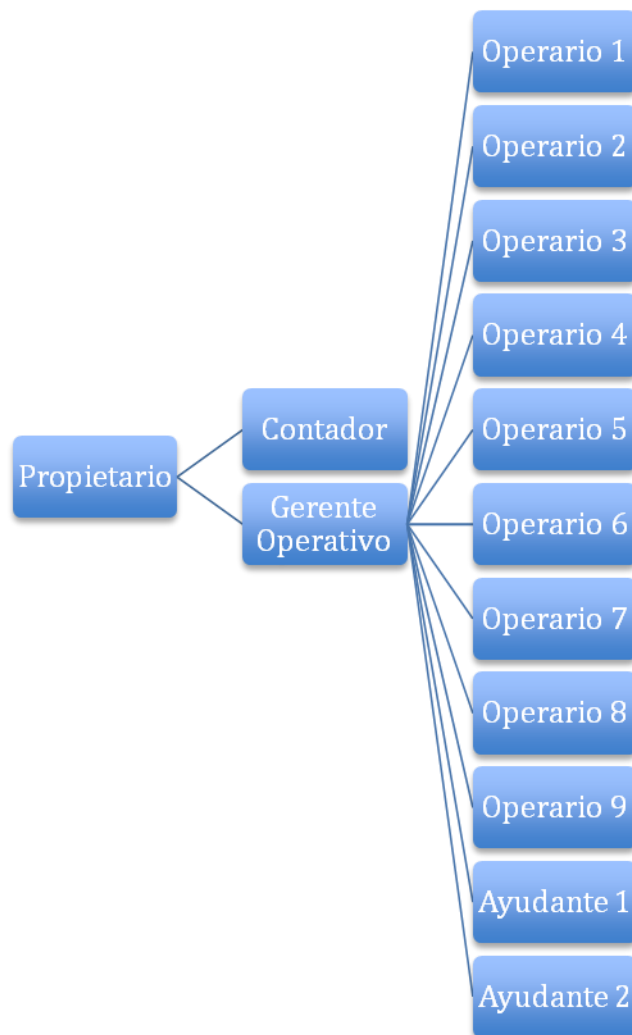 Propietario
Contador
Gerente
Operativo
Operario 1
Operario 2
Operario 3
Operario 4
Operario 5
Operario 6
Operario 7
Operario 8
Operario 9
Ayudante 1
Ayudante 2